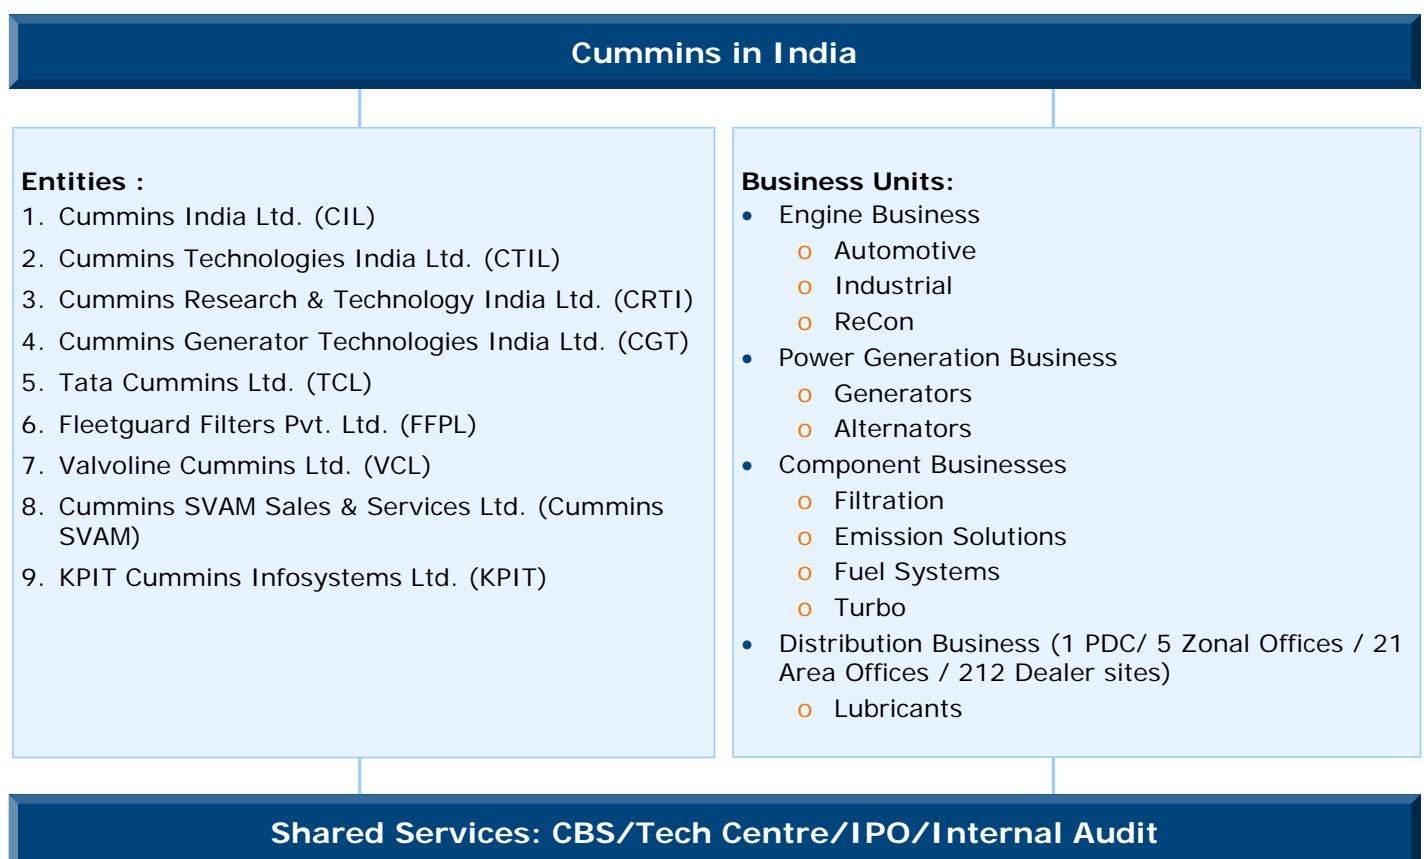 Cummins in India
Entities :
1. Cummins India Ltd. (CIL)
2. Cummins Technologies India Ltd. (CTIL)
3. Cummins Research & Technology India Ltd. (CRTI)
4. Cummins Generator Technologies India Ltd. (CGT)
5. Tata Cummins Ltd. (TCL)
6. Fleetguard Filters Pvt. Ltd. (FFPL)
7. Valvoline Cummins Ltd. (VCL)
8. Cummins SVAM Sales & Services Ltd. (Cummins
SVAM)
9. KPIT Cummins Infosystems Ltd. (KPIT)
Business Units:
• Engine Business
o Automotive
o Industrial
o ReCon
• Power Generation Business
o Generators
o Alternators
• Component Businesses
o Filtration
o Emission Solutions
o Fuel Systems
o Turbo
• Distribution Business (1 PDC/ 5 Zonal Offices / 21
Area Offices / 212 Dealer sites)
o Lubricants
Shared Services: CBS/Tech Centre/IPO/Internal Audit